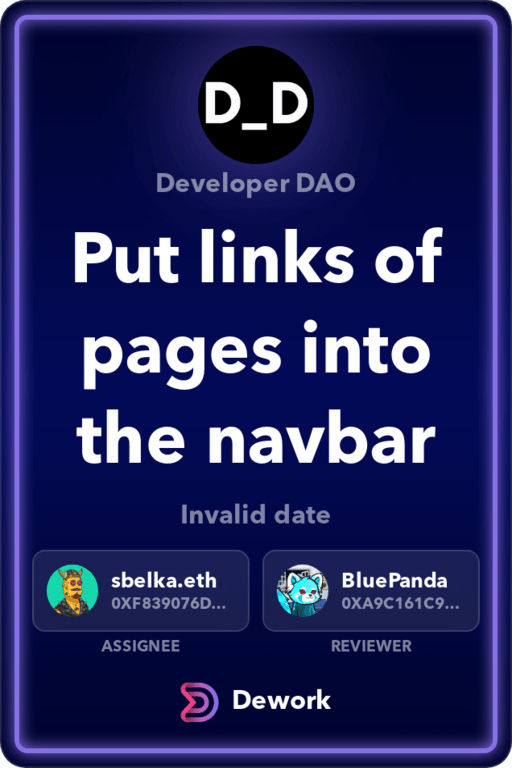 D_D
Developer DAO
Put links of
pages into
the navbar
Invalid date
sbelka.eth
0XF839076D...
ASSIGNEE
BluePanda
0XA9C161C9...
REVIEWER
Dework